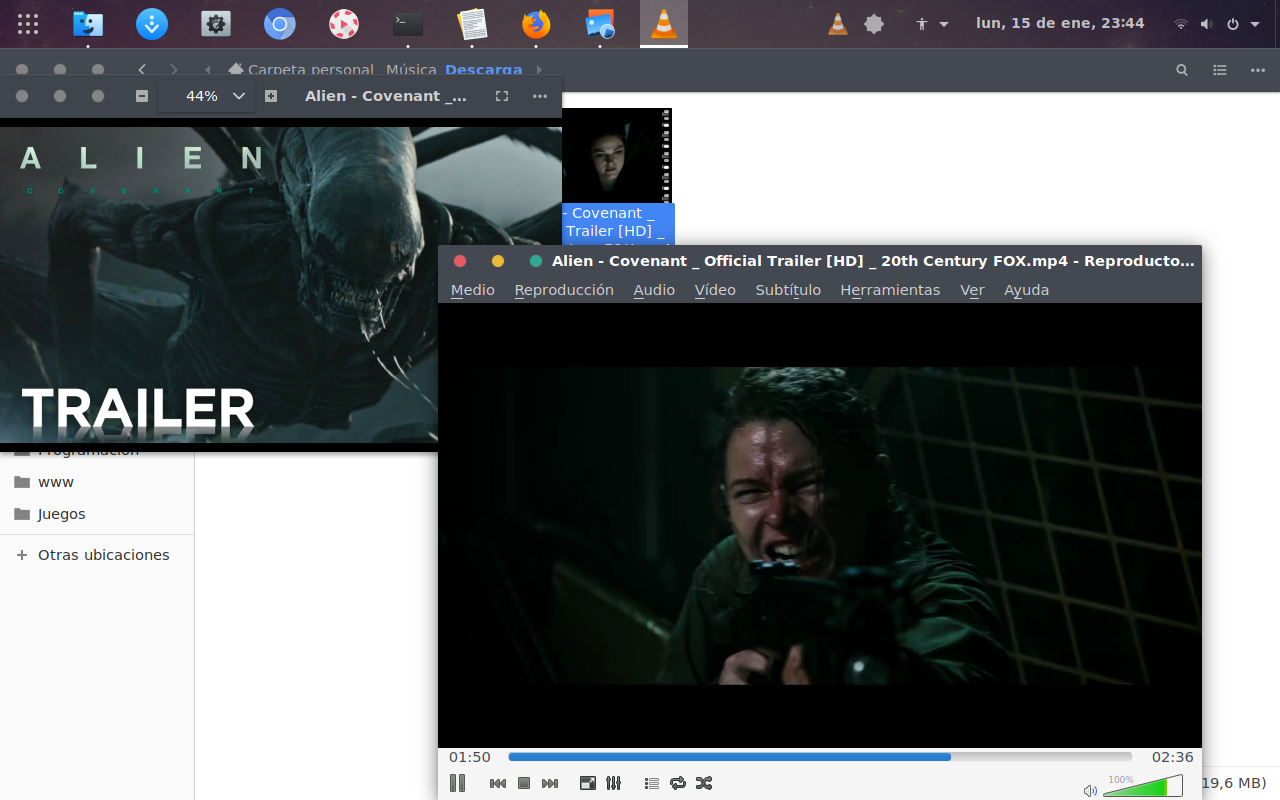 lun, 15 de ene, 23:44
Carpeta personal Música Descarga
44% Alien - Covenant _...
ALIEN
COVENANT
TRAILER
- Covenant _
Trailer [HD] _
Alien - Covenant _ Official Trailer [HD] _ 20th Century FOX.mp4 - Reproducto...
Medio Reproducción Audio Vídeo Subtítulo Herramientas Ver Ayuda
Programación
www
Juegos
Otras ubicaciones
01:50 02:36
100%
19,6 MB)